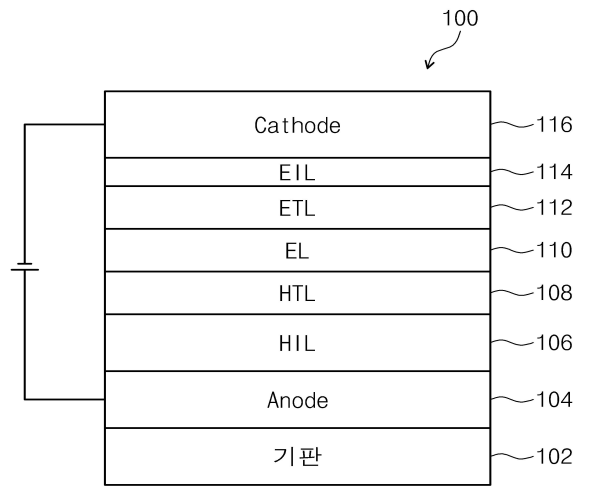 100
Cathode 116
EIL 114
ETL 112
EL 110
HTL 108
HIL 106
Anode 104
기판 102